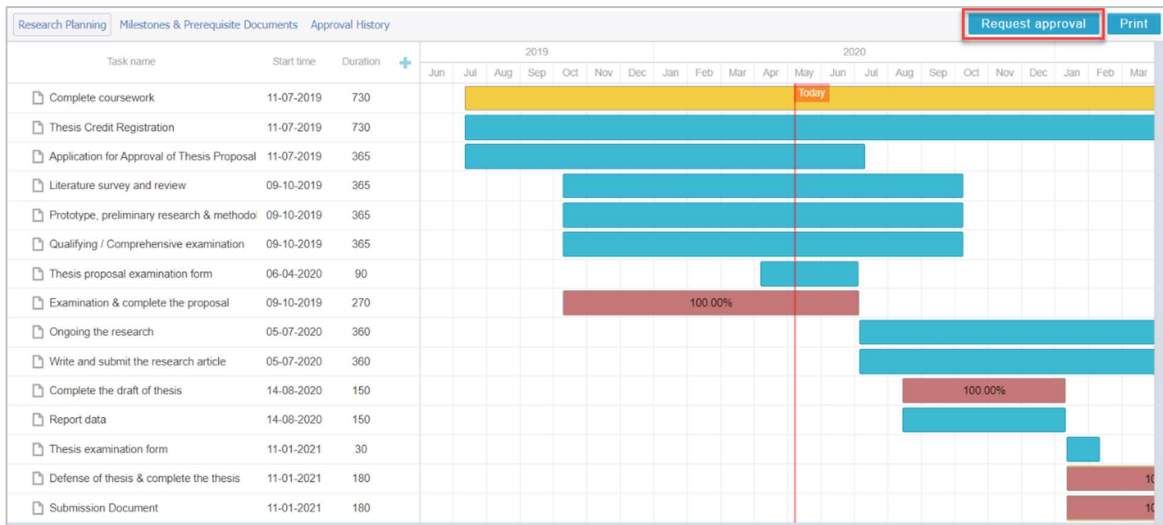 Research Planning Milestones & Prerequisite Documents Approval History Request approval Print
Task name Start time Duration 2019 2020
Jun Jul Aug Sep Oct Nov Dec Jan Feb Mar Apr May Jun Jul Aug Sep Oct Nov Dec Jan Feb Mar
Complete coursework 11-07-2019 730 Today
Thesis Credit Registration 11-07-2019 730
Application for Approval of Thesis Proposal 11-07-2019 365
Literature survey and review 09-10-2019 365
Prototype, preliminary research & methodol 09-10-2019 365
Qualifying / Comprehensive examination 09-10-2019 365
Thesis proposal examination form 06-04-2020 90
Examination & complete the proposal 09-10-2019 270 100.00%
Ongoing the research 05-07-2020 360
Write and submit the research article 05-07-2020 360
Complete the draft of thesis 14-08-2020 150 100.00%
Report data 14-08-2020 150
Thesis examination form 11-01-2021 30
Defense of thesis & complete the thesis 11-01-2021 180 10
Submission Document 11-01-2021 180 10